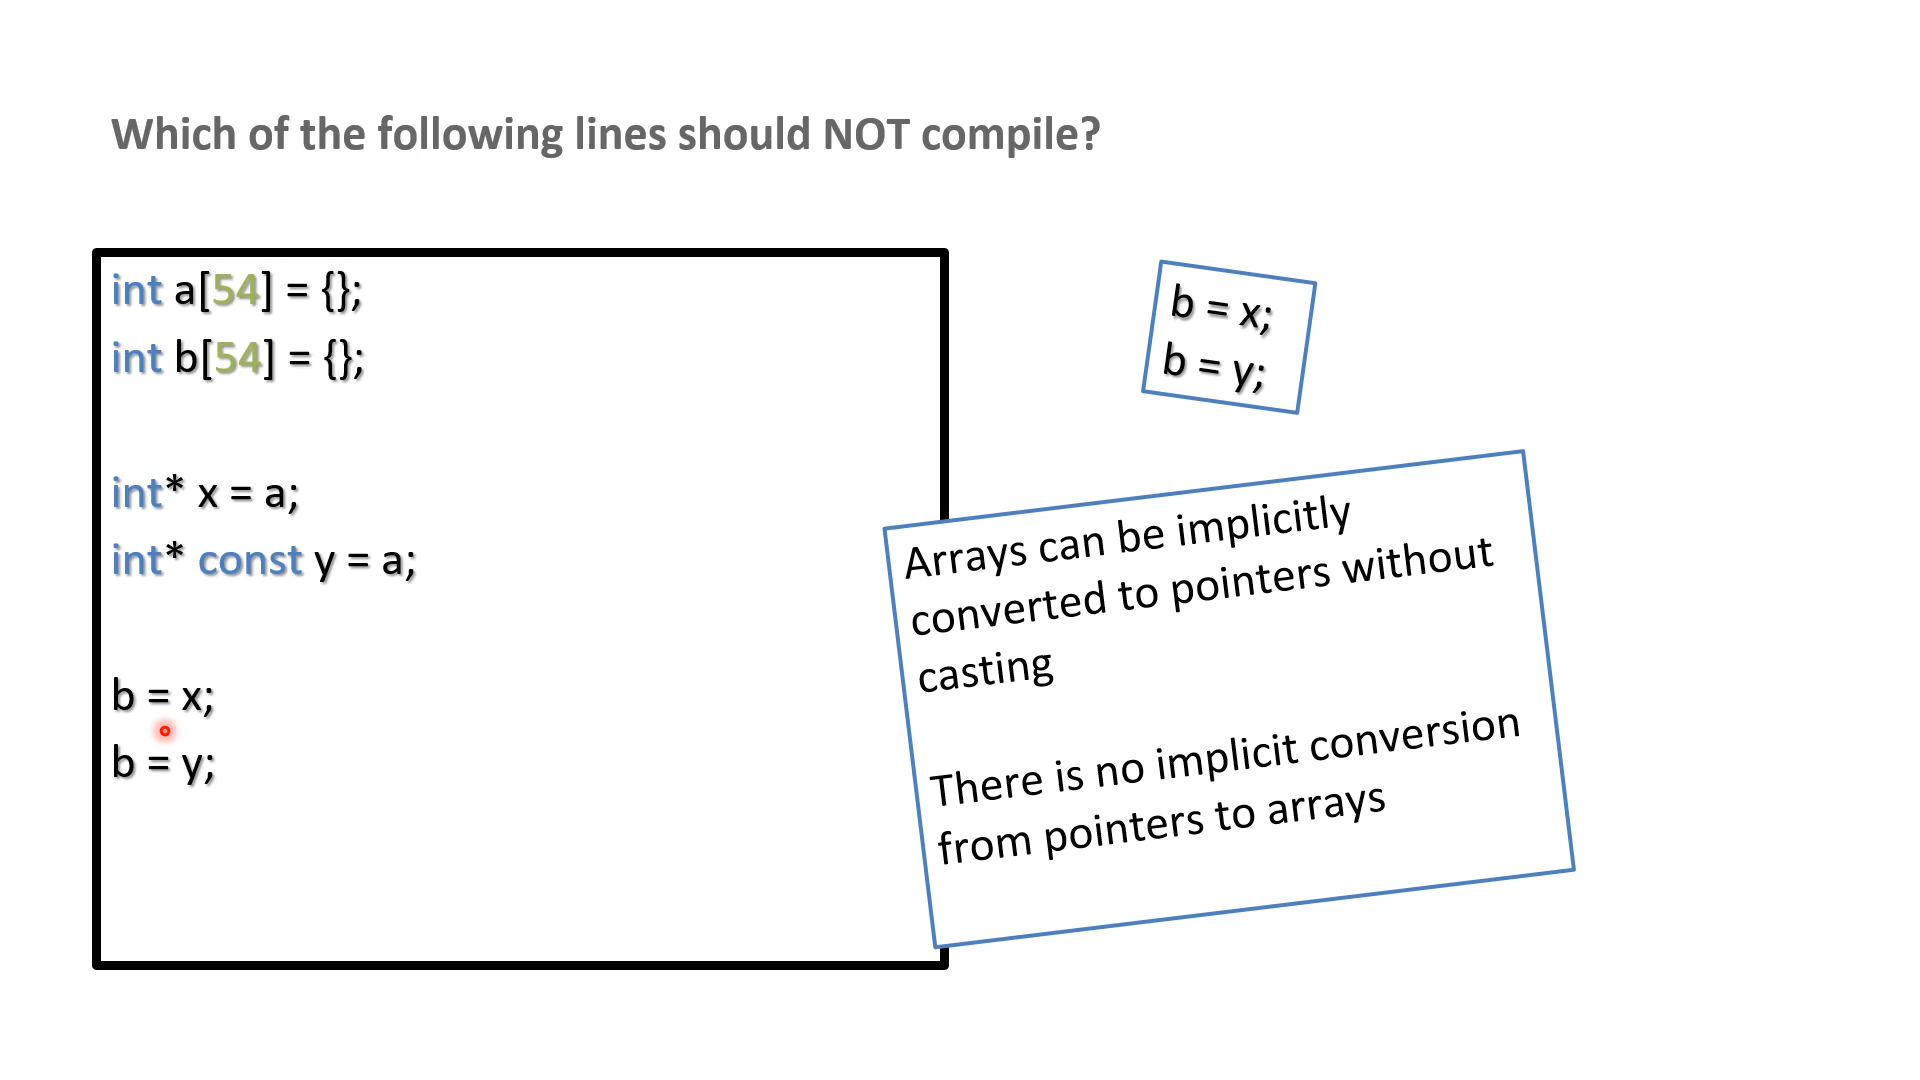 Which of the following lines should NOT compile?
int a[54] = {};
int b[54] = {};
int* x = a;
int* const y = a;
b = x;
b = y;
b = x;
b = y;
Arrays can be implicitly
converted to pointers without
casting
There is no implicit conversion
from pointers to arrays